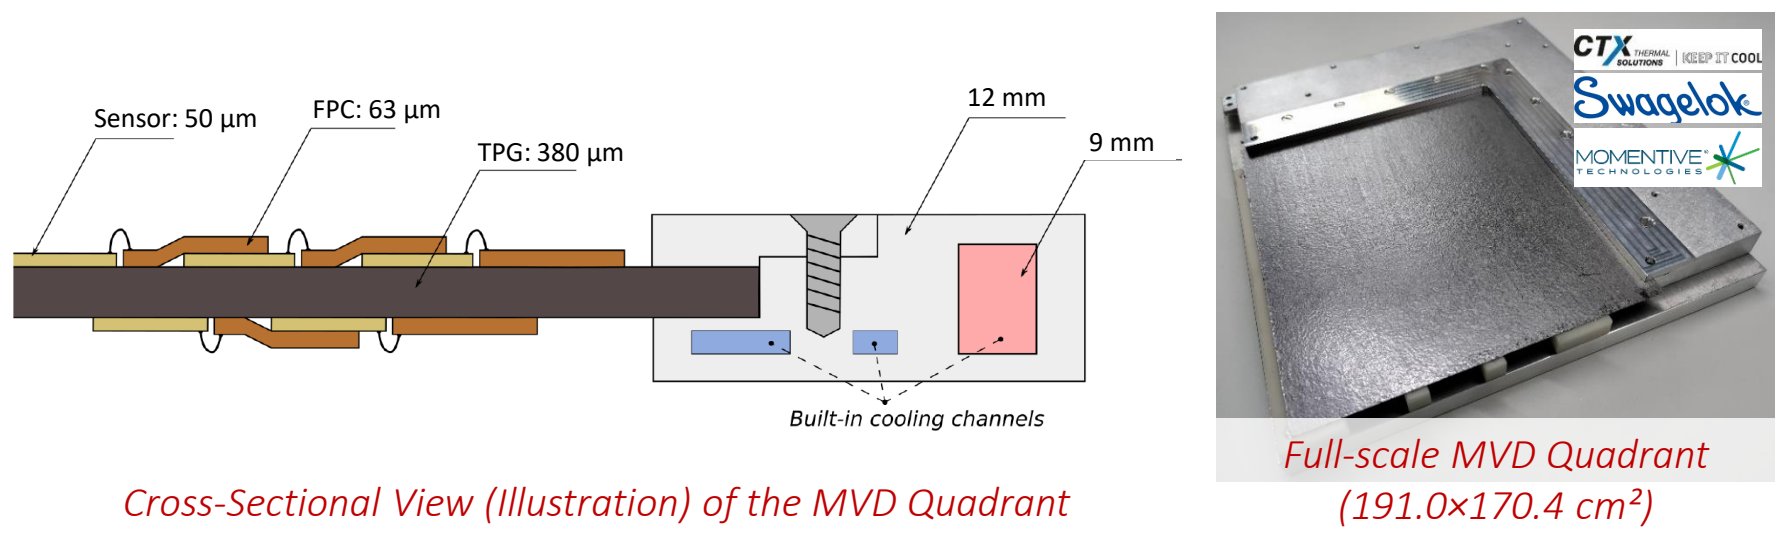 Sensor: 50 µm
FPC: 63 µm
TPG: 380 µm
12 mm
9 mm
Built-in cooling channels
Cross-Sectional View (Illustration) of the MVD Quadrant
CTX THERMAL SOLUTIONS | KEEP IT COOL
Swagelok®
MOMENTIVE®
TECHNOLOGIES
Full-scale MVD Quadrant
(191.0×170.4 cm²)